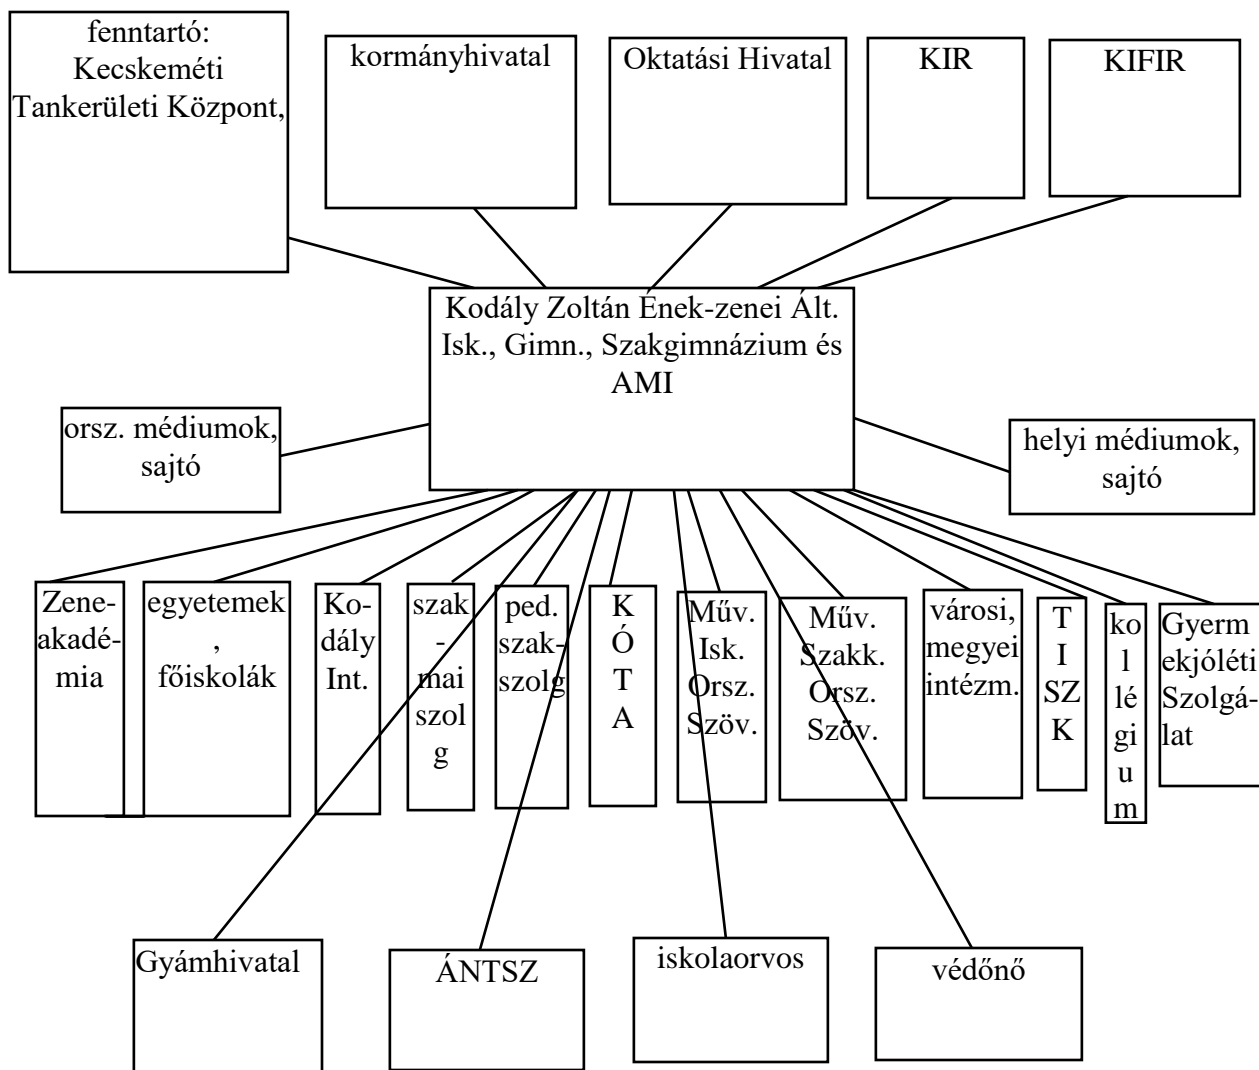 fenntartó:
Kecskeméti
Tankerületi Központ,
kormányhivatal
Oktatási Hivatal
KIR
KIFIR
Kodály Zoltán Ének-zenei Ált.
Isk., Gimn., Szakgimnázium és
AMI
orsz. médiumok,
sajtó
helyi médiumok,
sajtó
Zene-
akadé-
mia
egyetemek
,
főiskolák
Ko-
dály
Int.
szak
-
mai
szol
g
ped.
szak-
szolg
K
Ó
T
A
Műv.
Isk.
Orsz.
Szöv.
Műv.
Szakk.
Orsz.
Szöv.
városi,
megyei
intézm.
T
I
SZ
K
ko
l
lé
gi
u
m
Gyerm
ekjóléti
Szolgá-
lat
Gyámhivatal
ÁNTSZ
iskolaorvos
védőnő